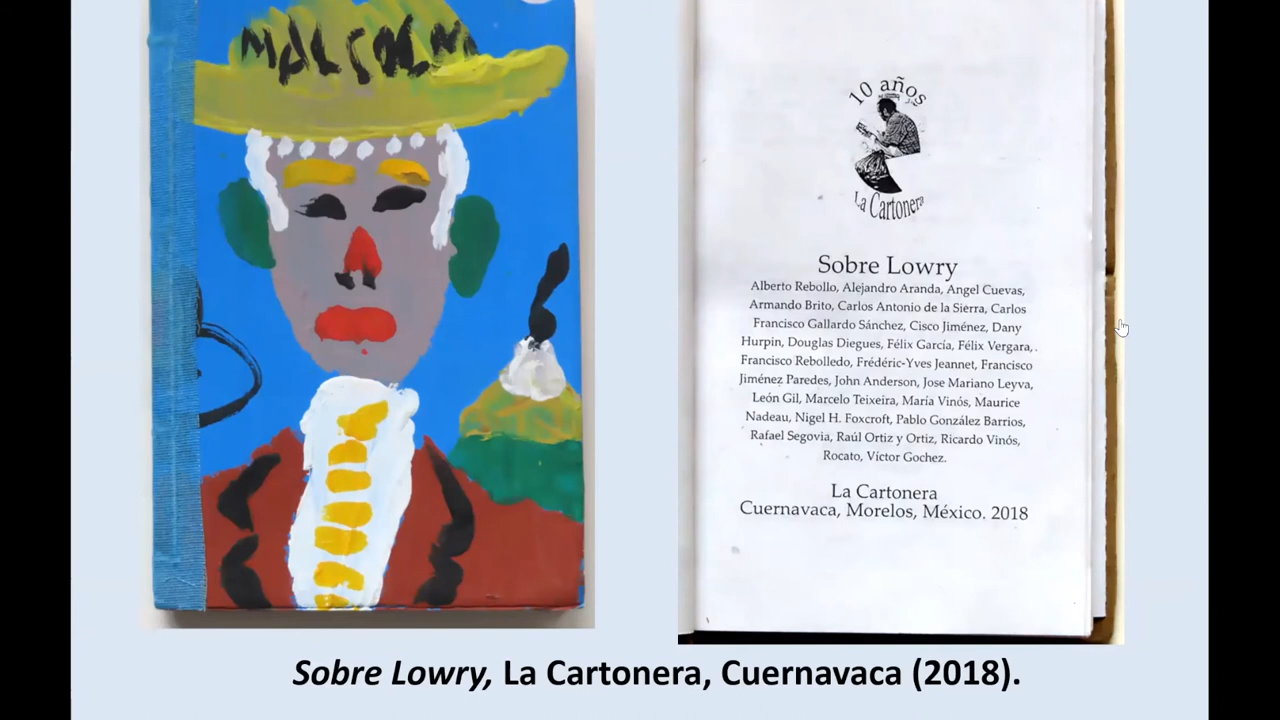 MALCOLM
10 años
La Cartonera
Sobre Lowry
Alberto Rebollo, Alejandro Aranda, Angel Cuevas,
Armando Brito, Carlos Antonio de la Sierra, Carlos
Francisco Gallardo Sánchez, Cisco Jiménez, Dany
Hurpin, Douglas Diegues, Félix García, Félix Vergara,
Francisco Rebolledo, Frédéric-Yves Jeannet, Francisco
Jiménez Paredes, John Anderson, Jose Mariano Leyva,
León Gil, Marcelo Teixeira, María Vinós, Maurice
Nadeau, Nigel H. Foxcroft, Pablo González Barrios,
Rafael Segovia, Raúl Ortiz y Ortiz, Ricardo Vinós,
Rocato, Víctor Gochez.
La Cartonera
Cuernavaca, Morelos, México. 2018
Sobre Lowry, La Cartonera, Cuernavaca (2018).